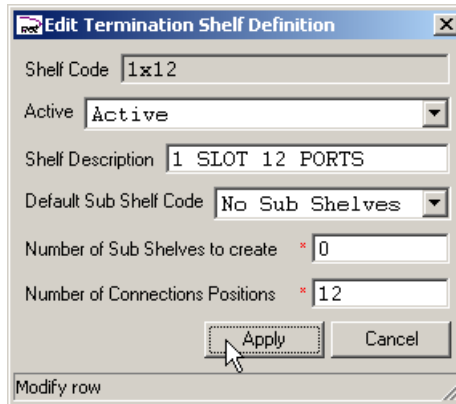 Edit Termination Shelf Definition
Shelf Code 1x12
Active Active
Shelf Description 1 SLOT 12 PORTS
Default Sub Shelf Code No Sub Shelves
Number of Sub Shelves to create * 0
Number of Connections Positions * 12
Apply Cancel
Modify row